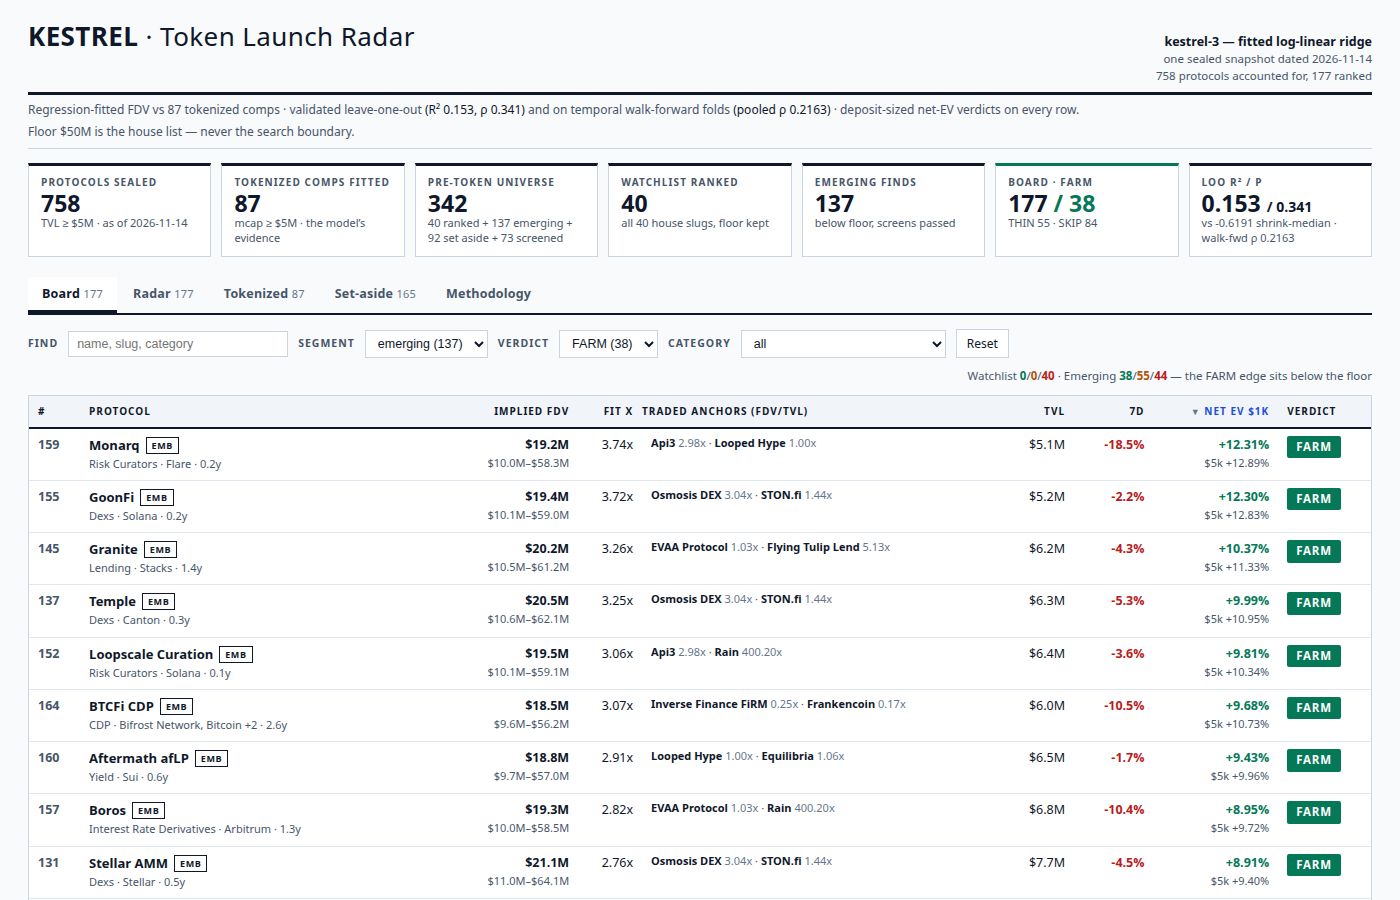 KESTREL · Token Launch Radar
kestrel-3 — fitted log-linear ridge
one sealed snapshot dated 2026-11-14
758 protocols accounted for, 177 ranked
Regression-fitted FDV vs 87 tokenized comps · validated leave-one-out (R² 0.153, ρ 0.341) and on temporal walk-forward folds (pooled ρ 0.2163) · deposit-sized net-EV verdicts on every row.
Floor $50M is the house list — never the search boundary.
PROTOCOLS SEALED
758
TVL ≥ $5M · as of 2026-11-14
TOKENIZED COMPS FITTED
87
mcap ≥ $5M · the model's
evidence
PRE-TOKEN UNIVERSE
342
40 ranked + 137 emerging +
92 set aside + 73 screened
WATCHLIST RANKED
40
all 40 house slugs, floor kept
EMERGING FINDS
137
below floor, screens passed
BOARD · FARM
177 / 38
THIN 55 · SKIP 84
LOO R² / P
0.153 / 0.341
vs -0.6191 shrink-median ·
walk-fwd ρ 0.2163
Board 177 Radar 177 Tokenized 87 Set-aside 165 Methodology
FIND name, slug, category SEGMENT emerging (137) VERDICT FARM (38) CATEGORY all Reset
Watchlist 0/0/40 · Emerging 38/55/44 — the FARM edge sits below the floor
# PROTOCOL IMPLIED FDV FIT X TRADED ANCHORS (FDV/TVL) TVL 7D ▼ NET EV $1K VERDICT
159 Monarq EMB $19.2M 3.74x Api3 2.98x · Looped Hype 1.00x $5.1M -18.5% +12.31% FARM
Risk Curators · Flare · 0.2y $10.0M–$58.3M $5k +12.89%
155 GoonFi EMB $19.4M 3.72x Osmosis DEX 3.04x · STON.fi 1.44x $5.2M -2.2% +12.30% FARM
Dexs · Solana · 0.2y $10.1M–$59.0M $5k +12.83%
145 Granite EMB $20.2M 3.26x EVAA Protocol 1.03x · Flying Tulip Lend 5.13x $6.2M -4.3% +10.37% FARM
Lending · Stacks · 1.4y $10.5M–$61.2M $5k +11.33%
137 Temple EMB $20.5M 3.25x Osmosis DEX 3.04x · STON.fi 1.44x $6.3M -5.3% +9.99% FARM
Dexs · Canton · 0.3y $10.6M–$62.1M $5k +10.95%
152 Loopscale Curation EMB $19.5M 3.06x Api3 2.98x · Rain 400.20x $6.4M -3.6% +9.81% FARM
Risk Curators · Solana · 0.1y $10.1M–$59.1M $5k +10.34%
164 BTCFi CDP EMB $18.5M 3.07x Inverse Finance FiRM 0.25x · Frankencoin 0.17x $6.0M -10.5% +9.68% FARM
CDP · Bifrost Network, Bitcoin +2 · 2.6y $9.6M–$56.2M $5k +10.73%
160 Aftermath afLP EMB $18.8M 2.91x Looped Hype 1.00x · Equilibria 1.06x $6.5M -1.7% +9.43% FARM
Yield · Sui · 0.6y $9.7M–$57.0M $5k +9.96%
157 Boros EMB $19.3M 2.82x EVAA Protocol 1.03x · Rain 400.20x $6.8M -10.4% +8.95% FARM
Interest Rate Derivatives · Arbitrum · 1.3y $10.0M–$58.5M $5k +9.72%
131 Stellar AMM EMB $21.1M 2.76x Osmosis DEX 3.04x · STON.fi 1.44x $7.7M -4.5% +8.91% FARM
Dexs · Stellar · 0.5y $11.0M–$64.1M $5k +9.40%